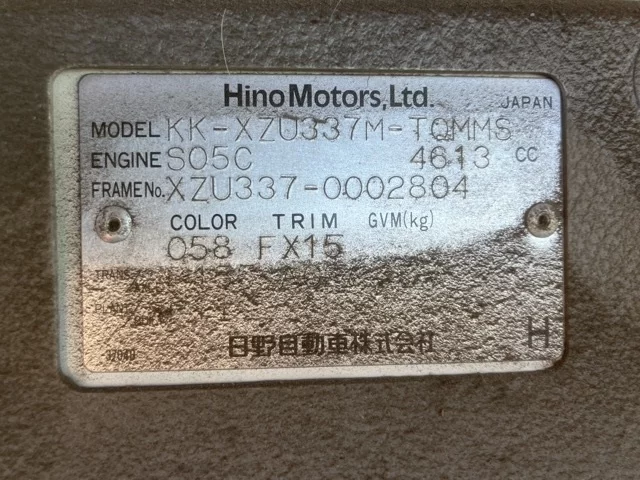 Hino Motors, Ltd. JAPAN
MODEL KK-XZU337M-TQMMS
ENGINE S05C 4613 CC
FRAME No. XZU337-0002804
COLOR TRIM GVM(kg)
058 FX15
TRANS.
日野自動車株式会社 H